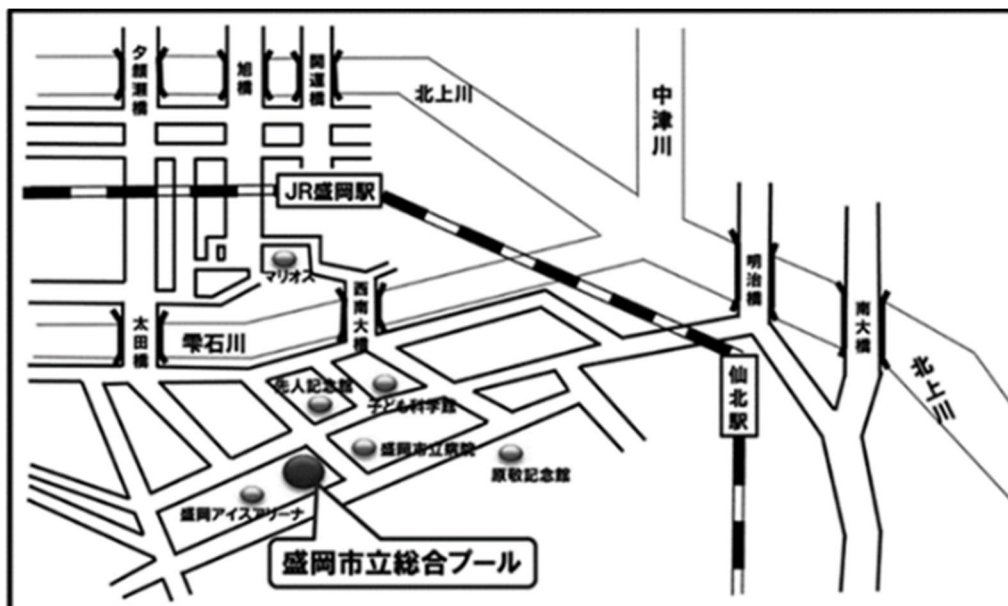 夕顔瀬橋
旭橋
開運橋
北上川
中津川
JR盛岡駅
マリオス
西南大橋
明治橋
南大橋
太田橋
雫石川
北上川
先人記念館
子ども科学館
仙北駅
盛岡市立病院
原敬記念館
盛岡アイスアリーナ
盛岡市立総合プール